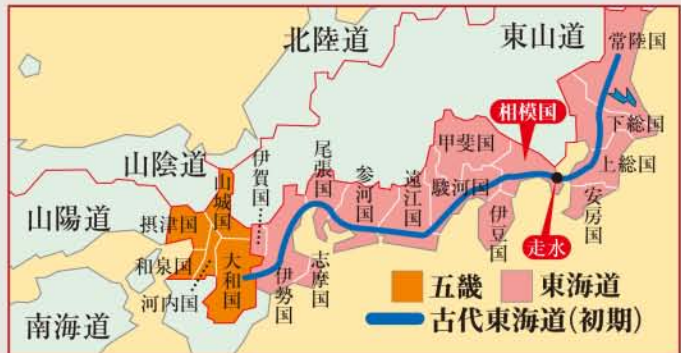 北陸道
東山道
常陸国
相模国
下総国
甲斐国
上総国
山陰道
伊賀国
尾張国
参河国
遠江国
駿河国
安房国
山城国
伊豆国
走水
山陽道
摂津国
和泉国
大和国
志摩国
伊勢国
河内国
南海道
五畿
東海道
古代東海道(初期)